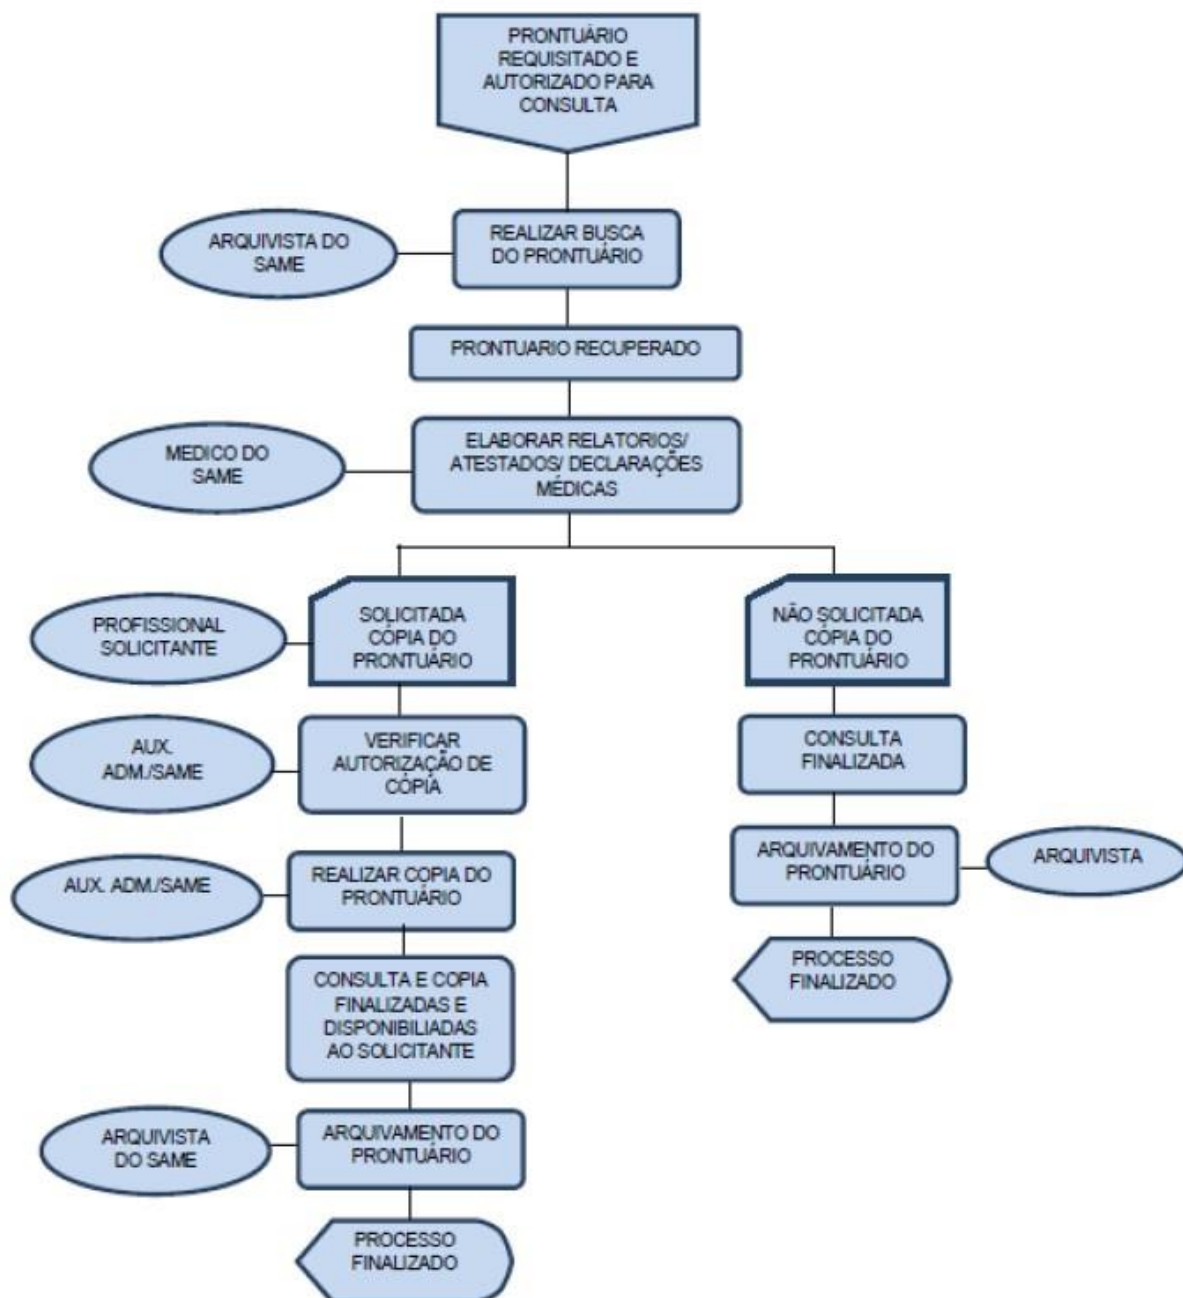 PRONTUÁRIO
REQUISITADO E
AUTORIZADO PARA
CONSULTA
ARQUIVISTA DO
SAME
REALIZAR BUSCA
DO PRONTUÁRIO
PRONTUARIO RECUPERADO
MEDICO DO
SAME
ELABORAR RELATORIOS/
ATESTADOS/ DECLARAÇÕES
MÉDICAS
PROFISSIONAL
SOLICITANTE
SOLICITADA
CÓPIA DO
PRONTUÁRIO
NÃO SOLICITADA
CÓPIA DO
PRONTUÁRIO
AUX.
ADM./SAME
VERIFICAR
AUTORIZAÇÃO DE
CÓPIA
CONSULTA
FINALIZADA
AUX. ADM./SAME
REALIZAR COPIA DO
PRONTUÁRIO
ARQUIVAMENTO DO
PRONTUÁRIO
ARQUIVISTA
CONSULTA E COPIA
FINALIZADAS E
DISPONIBILIADAS
AO SOLICITANTE
PROCESSO
FINALIZADO
ARQUIVISTA
DO SAME
ARQUIVAMENTO DO
PRONTUÁRIO
PROCESSO
FINALIZADO